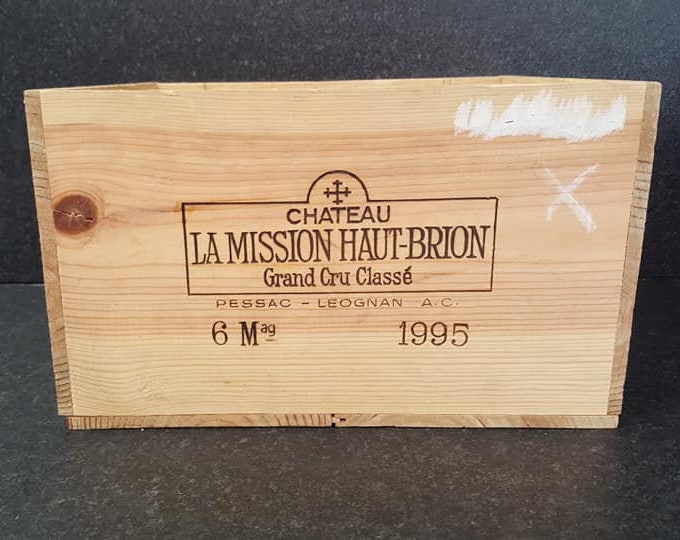 CHATEAU
LA MISSION HAUT-BRION
Grand Cru Classé
PESSAC - LEOGNAN A.C.
6 Mag 1995
X